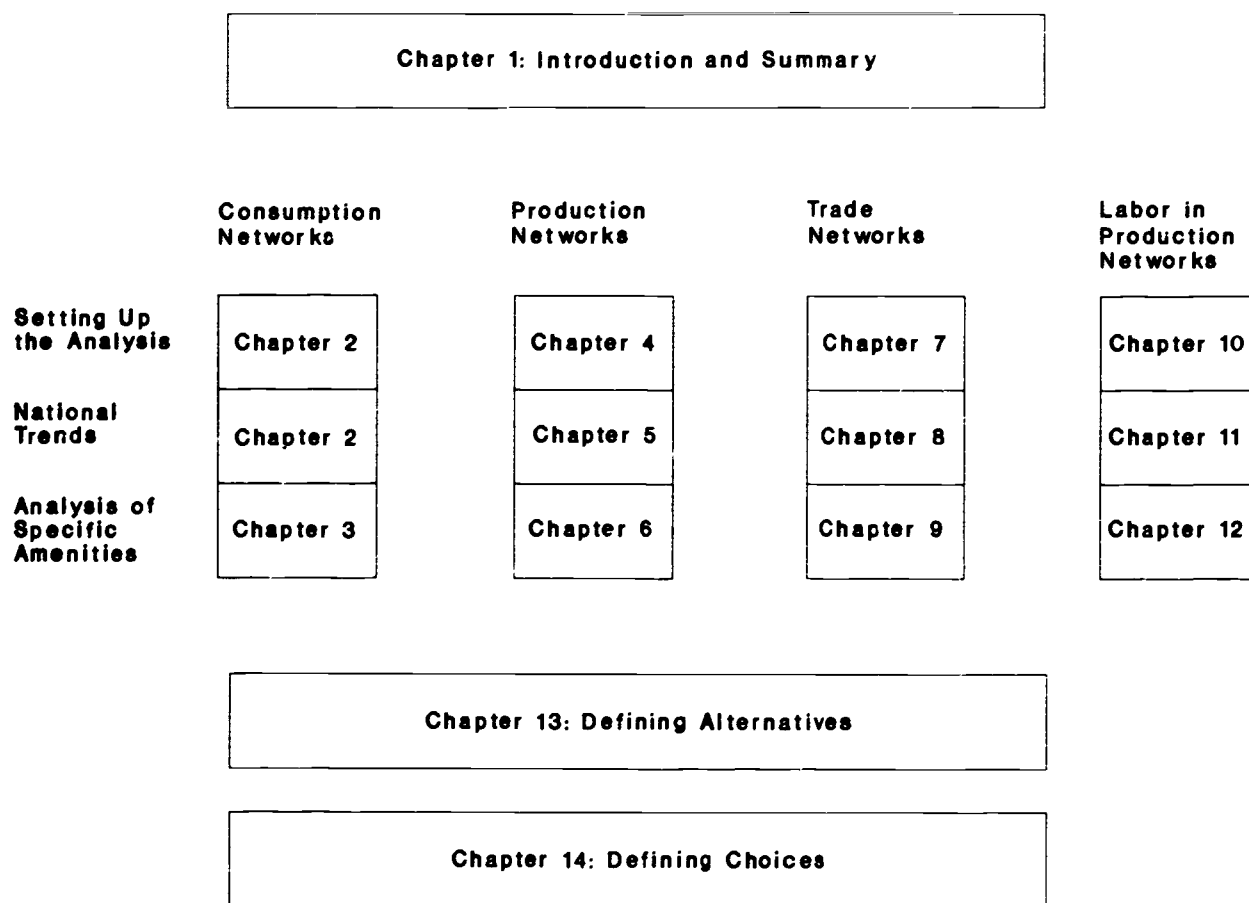 Chapter 1: Introduction and Summary
Consumption
Networks
Production
Networks
Trade
Networks
Labor in
Production
Networks
Setting Up
the Analysis
Chapter 2
Chapter 4
Chapter 7
Chapter 10
National
Trends
Chapter 2
Chapter 5
Chapter 8
Chapter 11
Analysis of
Specific
Amenities
Chapter 3
Chapter 6
Chapter 9
Chapter 12
Chapter 13: Defining Alternatives
Chapter 14: Defining Choices